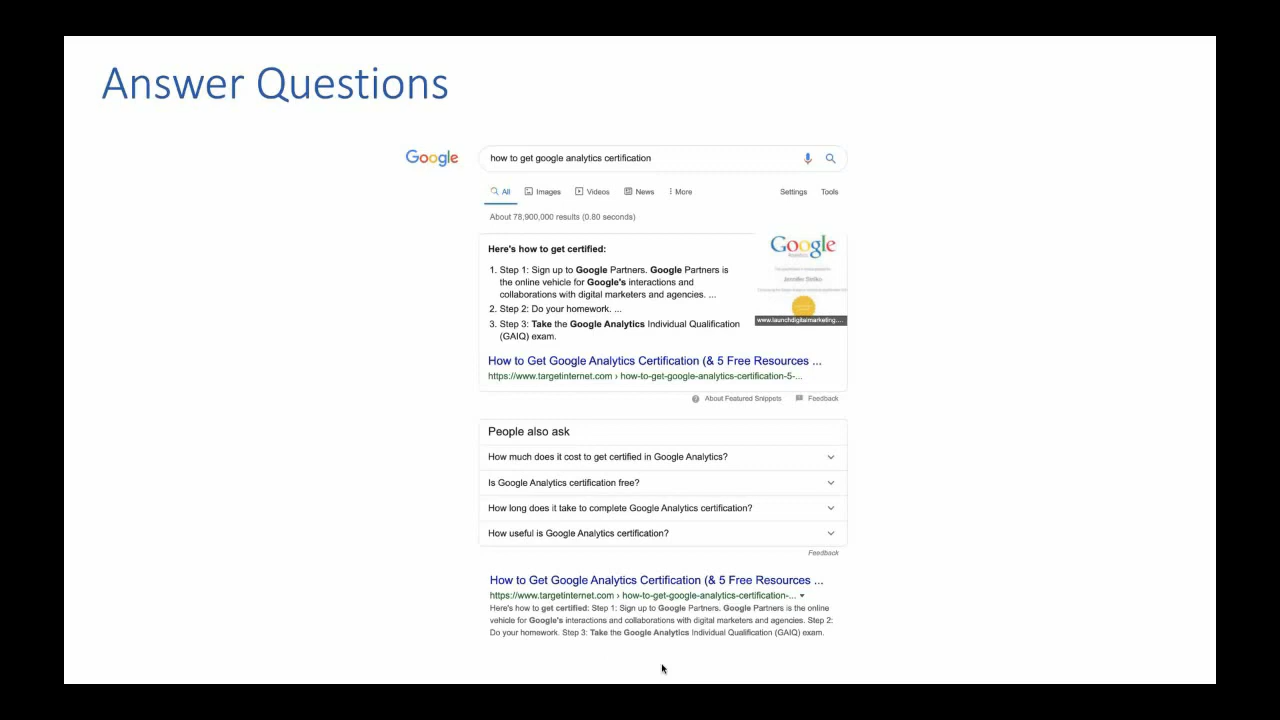 Answer Questions
Google
how to get google analytics certification
All Images Videos News More
Settings Tools
About 78,900,000 results (0.80 seconds)
Here's how to get certified:
1. Step 1: Sign up to Google Partners. Google Partners is
the online vehicle for Google's interactions and
collaborations with digital marketers and agencies. ...
2. Step 2: Do your homework. ...
3. Step 3: Take the Google Analytics Individual Qualification
(GAIQ) exam.
Google
www.launchdigitalmarketing....
How to Get Google Analytics Certification (& 5 Free Resources ...
https://www.targetinternet.com › how-to-get-google-analytics-certification-5-...
About Featured Snippets Feedback
People also ask
How much does it cost to get certified in Google Analytics?
Is Google Analytics certification free?
How long does it take to complete Google Analytics certification?
How useful is Google Analytics certification?
Feedback
How to Get Google Analytics Certification (& 5 Free Resources ...
https://www.targetinternet.com › how-to-get-google-analytics-certification-...
Here's how to get certified: Step 1: Sign up to Google Partners. Google Partners is the online
vehicle for Google's interactions and collaborations with digital marketers and agencies. Step 2:
Do your homework. Step 3: Take the Google Analytics Individual Qualification (GAIQ) exam.